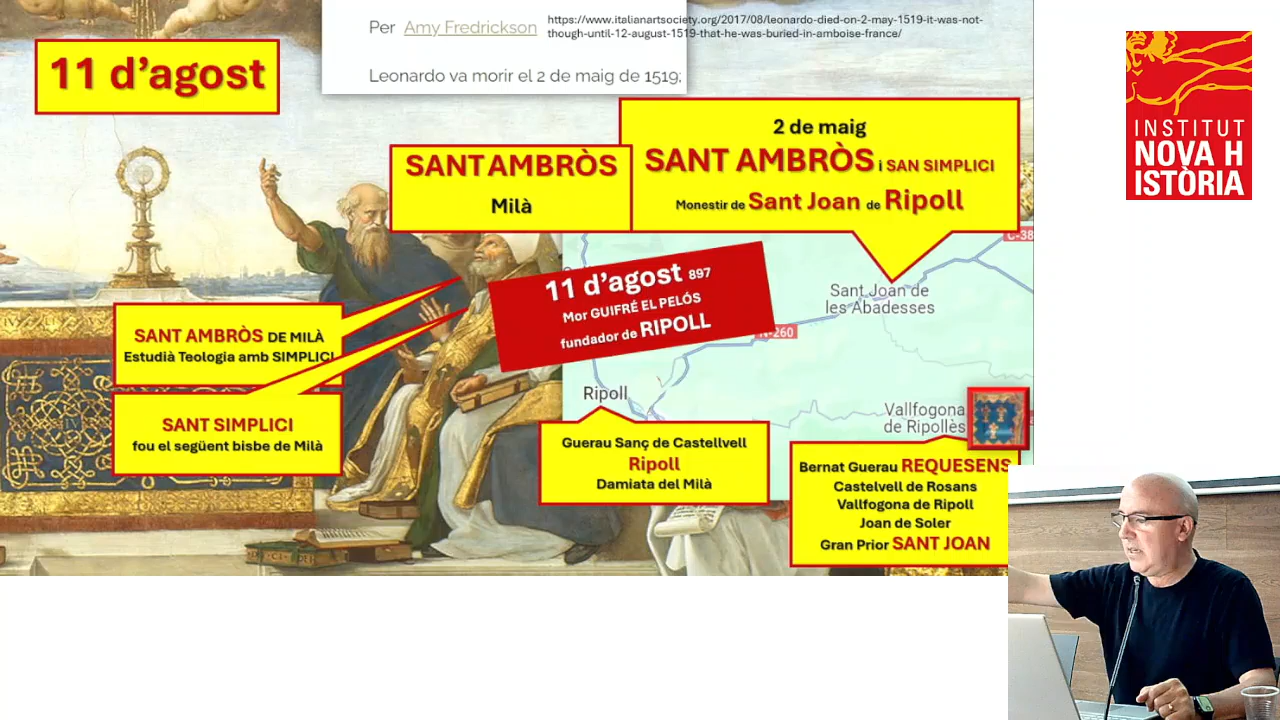 Per Amy Fredrickson
https://www.italianartsociety.org/2017/08/leonardo-died-on-2-may-1519-it-was-not-
though-until-12-august-1519-that-he-was-buried-in-amboise-france/
Leonardo va morir el 2 de maig de 1519;
11 d’agost
INSTITUT
NOVA H
ISTÒRIA
SANT AMBRÒS
Milà
2 de maig
SANT AMBRÒS i SAN SIMPLICI
Monestir de Sant Joan de Ripoll
C-38
11 d’agost 897
Mor GUIFRÉ EL PELÓS
fundador de RIPOLL
Sant Joan de
les Abadesses
N-260
SANT AMBRÒS DE MILÀ
Estudià Teologia amb SIMPLICI
SANT SIMPLICI
fou el següent bisbe de Milà
Ripoll
Guerau Sanç de Castellvell
Ripoll
Damiata del Milà
Vallfogona
de Ripollès
Bernat Guerau REQUESENS
Castelvell de Rosans
Vallfogona de Ripoll
Joan de Soler
Gran Prior SANT JOAN